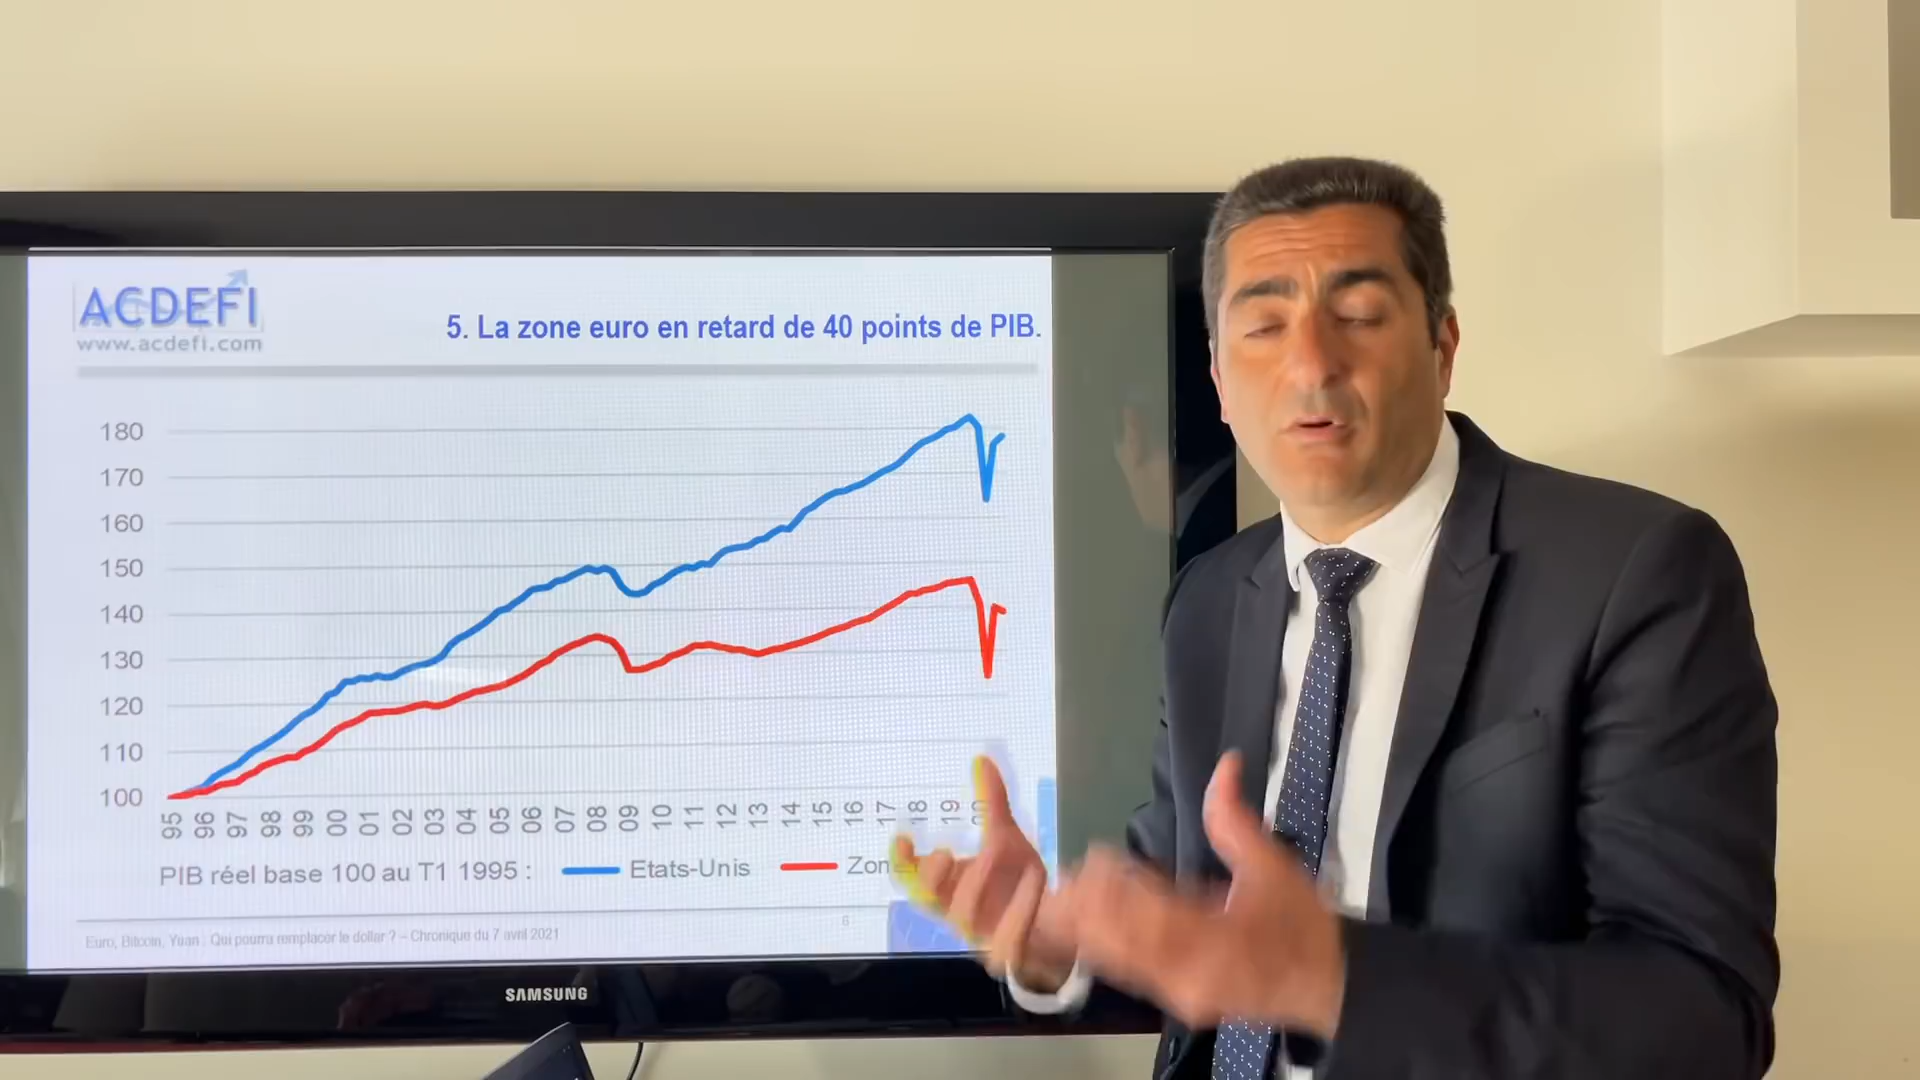 ACDEFI
www.acdefi.com
5. La zone euro en retard de 40 points de PIB.
180
170
160
150
140
130
120
110
100
95 96 97 98 99 00 01 02 03 04 05 06 07 08 09 10 11 12 13 14 15 16 17 18 19
PIB réel base 100 au T1 1995 : Etats-Unis
Euro, Bitcoin, Yuan : Qui pourra remplacer le dollar ? – Chronique du 7 avril 2021
6
SAMSUNG